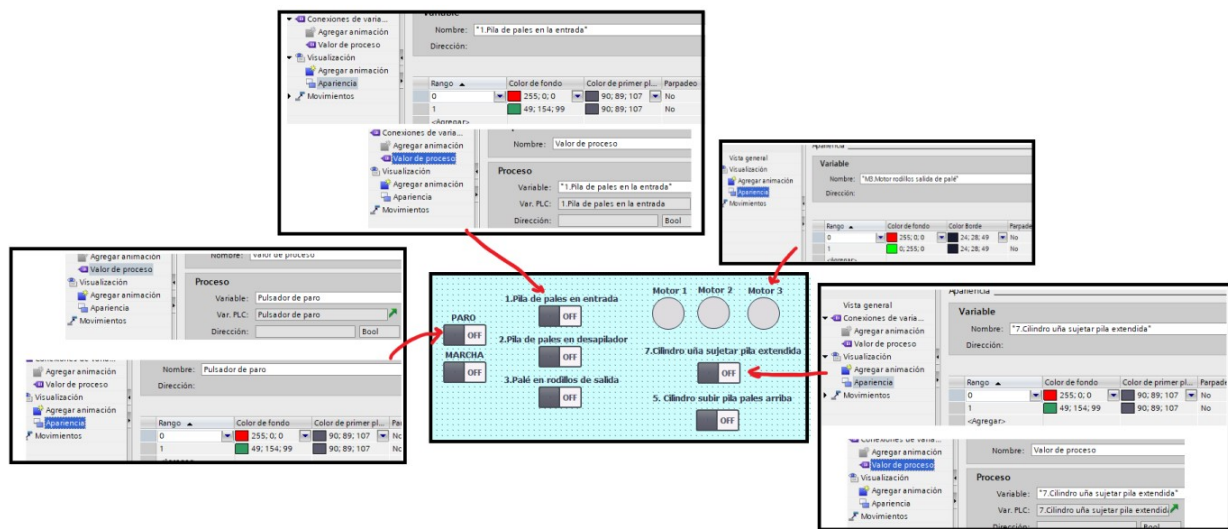 Variable
Conexiones de varia...
Nombre: "1.Pila de pales en la entrada"
Agregar animación
Valor de proceso
Dirección:
Visualización
Agregar animación
Apariencia
Movimientos
Rango Color de fondo Color de primer pl... Parpadeo
0 255; 0; 0 90; 89; 107 No
1 49; 154; 99 90; 89; 107 No
<Agregar>
Conexiones de varia...
Agregar animación
Valor de proceso
Visualización
Agregar animación
Apariencia
Movimientos
Nombre: Valor de proceso
Proceso
Variable: "1.Pila de pales en la entrada"
Var. PLC: 1.Pila de pales en la entrada
Dirección: Bool
Apariencia
Vista general
Visualización
Agregar animación
Apariencia
Movimientos
Variable
Nombre: "M3.Motor rodillos salida de palé"
Dirección:
Rango Color de fondo Color Borde Parpade
0 255; 0; 0 24; 28; 49 No
1 0; 255; 0 24; 28; 49 No
Agregar animación
Valor de proceso
Visualización
Agregar animación
Apariencia
Movimientos
Nombre: Valor de proceso
Proceso
Variable: Pulsador de paro
Var. PLC: Pulsador de paro
Dirección: Bool
Conexiones de varia...
Agregar animación
Valor de proceso
Visualización
Agregar animación
Apariencia
Movimientos
Nombre: Pulsador de paro
Dirección:
Rango Color de fondo Color de primer pl... Par
0 255; 0; 0 90; 89; 107 No
1 49; 154; 99 90; 89; 107 No
<Agregar>
1.Pila de pales en entrada
OFF
Motor 1 Motor 2 Motor 3
PARO
OFF
2.Pila de pales en desapilador
OFF
MARCHA
OFF
7.Cilindro uña sujetar pila extendida
OFF
3.Palé en rodillos de salida
OFF
5. Cilindro subir pila pales arriba
OFF
Apariencia
Vista general
Conexiones de varia...
Agregar animación
Valor de proceso
Visualización
Agregar animación
Apariencia
Movimientos
Variable
Nombre: "7.Cilindro uña sujetar pila extendida"
Dirección:
Rango Color de fondo Color de primer pl... Parpade
0 255; 0; 0 90; 89; 107 No
1 49; 154; 99 90; 89; 107 No
<Agregar>
Conexiones de varia...
Agregar animación
Valor de proceso
Visualización
Agregar animación
Apariencia
Movimientos
Nombre: Valor de proceso
Proceso
Variable: "7.Cilindro uña sujetar pila extendida"
Var. PLC: 7.Cilindro uña sujetar pila extendid
Dirección: Bool